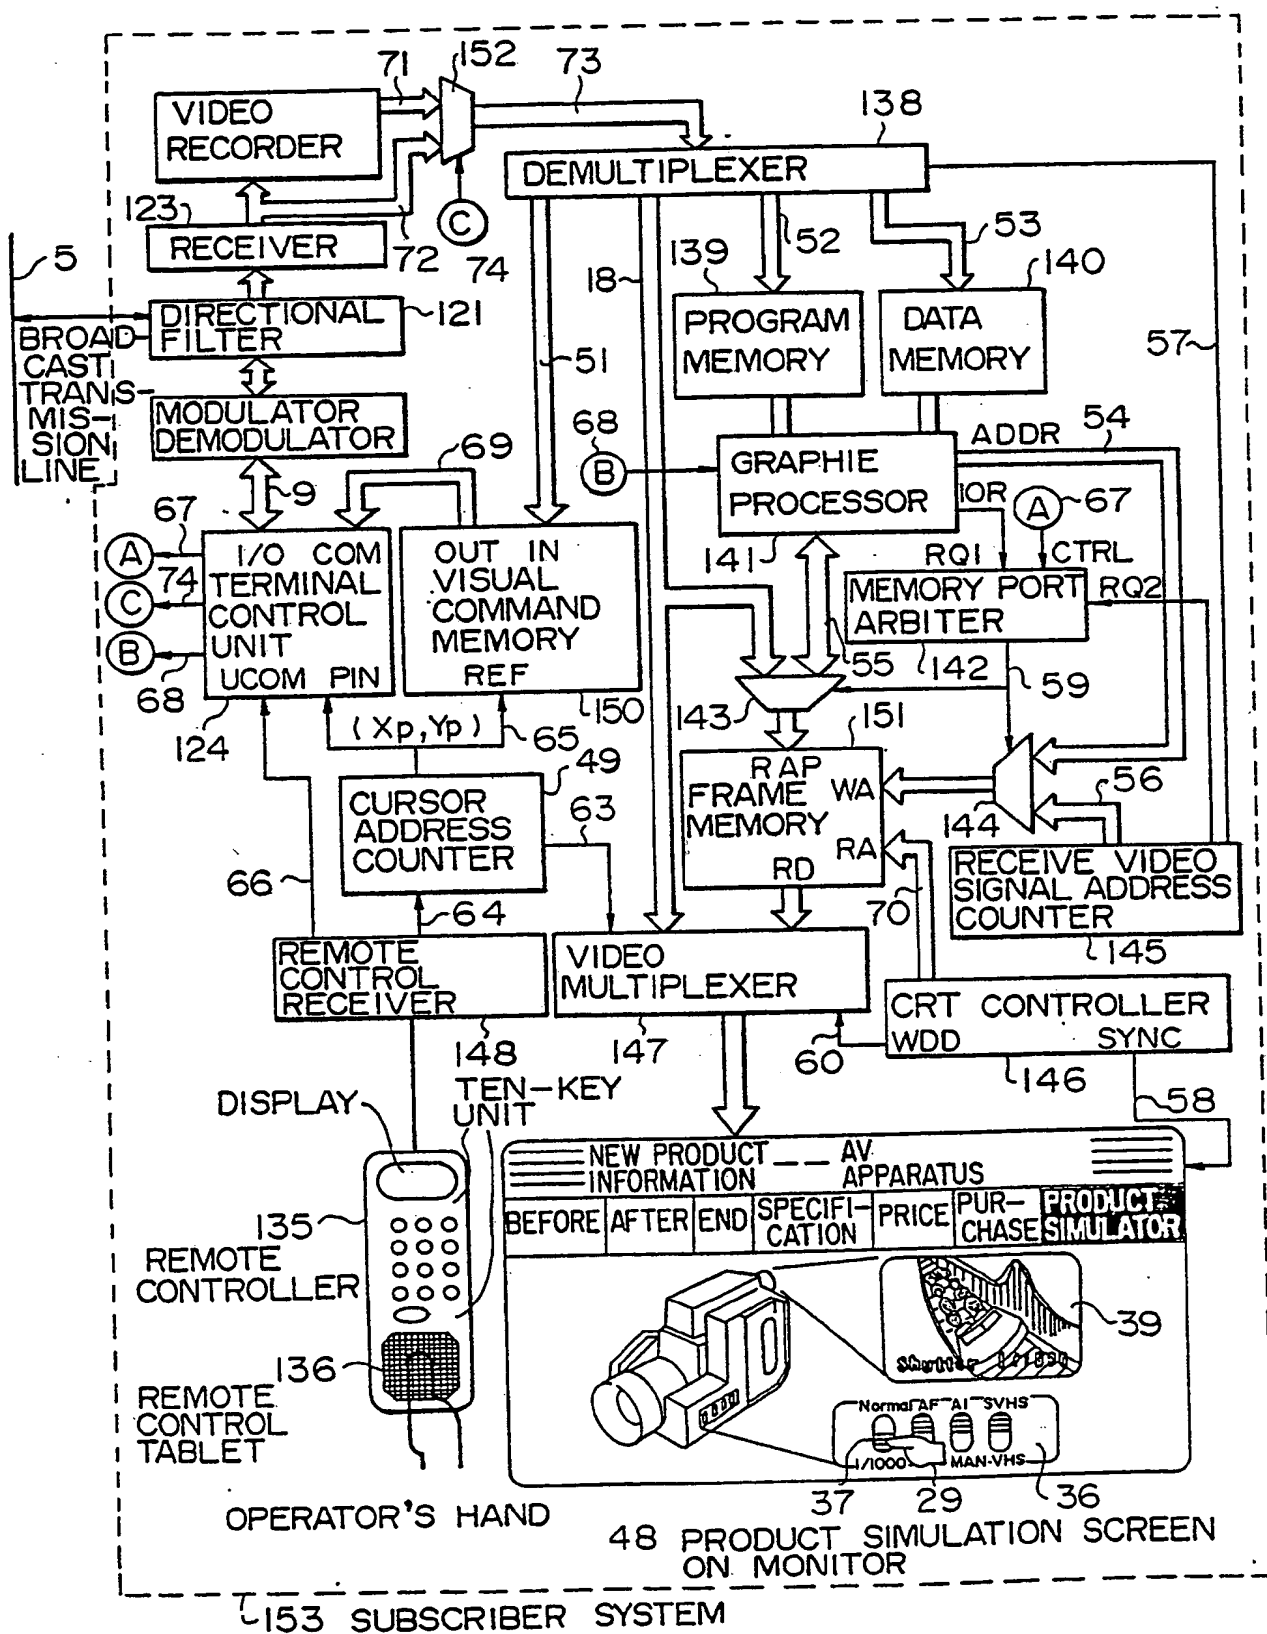 71
152
73
VIDEO
RECORDER
138
DEMULTIPLEXER
123
RECEIVER
72
C
74
5
52
53
139
18
140
DIRECTIONAL
FILTER
121
PROGRAM
MEMORY
DATA
MEMORY
57
BROAD
CAST
TRANS-
MIS-
SION
LINE
51
MODULATOR
DEMODULATOR
69
68
B
ADDR
54
GRAPHIE
PROCESSOR
IOR
67
A
9
67
A
I/O COM
TERMINAL
CONTROL
UNIT
UCOM PIN
74
C
B
68
124
OUT IN
VISUAL
COMMAND
MEMORY
REF
150
141
RQ1
CTRL
MEMORY PORT
ARBITER
RQ2
55
142
59
143
(Xp,Yp)
65
151
49
CURSOR
ADDRESS
COUNTER
63
RAP
FRAME
MEMORY
WA
RA
RD
144
56
66
64
70
RECEIVE VIDEO
SIGNAL ADDRESS
COUNTER
145
REMOTE
CONTROL
RECEIVER
148
VIDEO
MULTIPLEXER
147
60
CRT CONTROLLER
WDD
SYNC
146
58
DISPLAY
TEN-KEY
UNIT
NEW PRODUCT
INFORMATION
AV
APPARATUS
BEFORE
AFTER
END
SPECIFI-
CATION
PRICE
PUR-
CHASE
PRODUCT
SIMULATOR
135
REMOTE
CONTROLLER
39
Shutter 1/1000
136
REMOTE
CONTROL
TABLET
Normal AF AI SVHS
1/1000 MAN-VHS
37
29
36
OPERATOR'S HAND
48 PRODUCT SIMULATION SCREEN
ON MONITOR
153 SUBSCRIBER SYSTEM